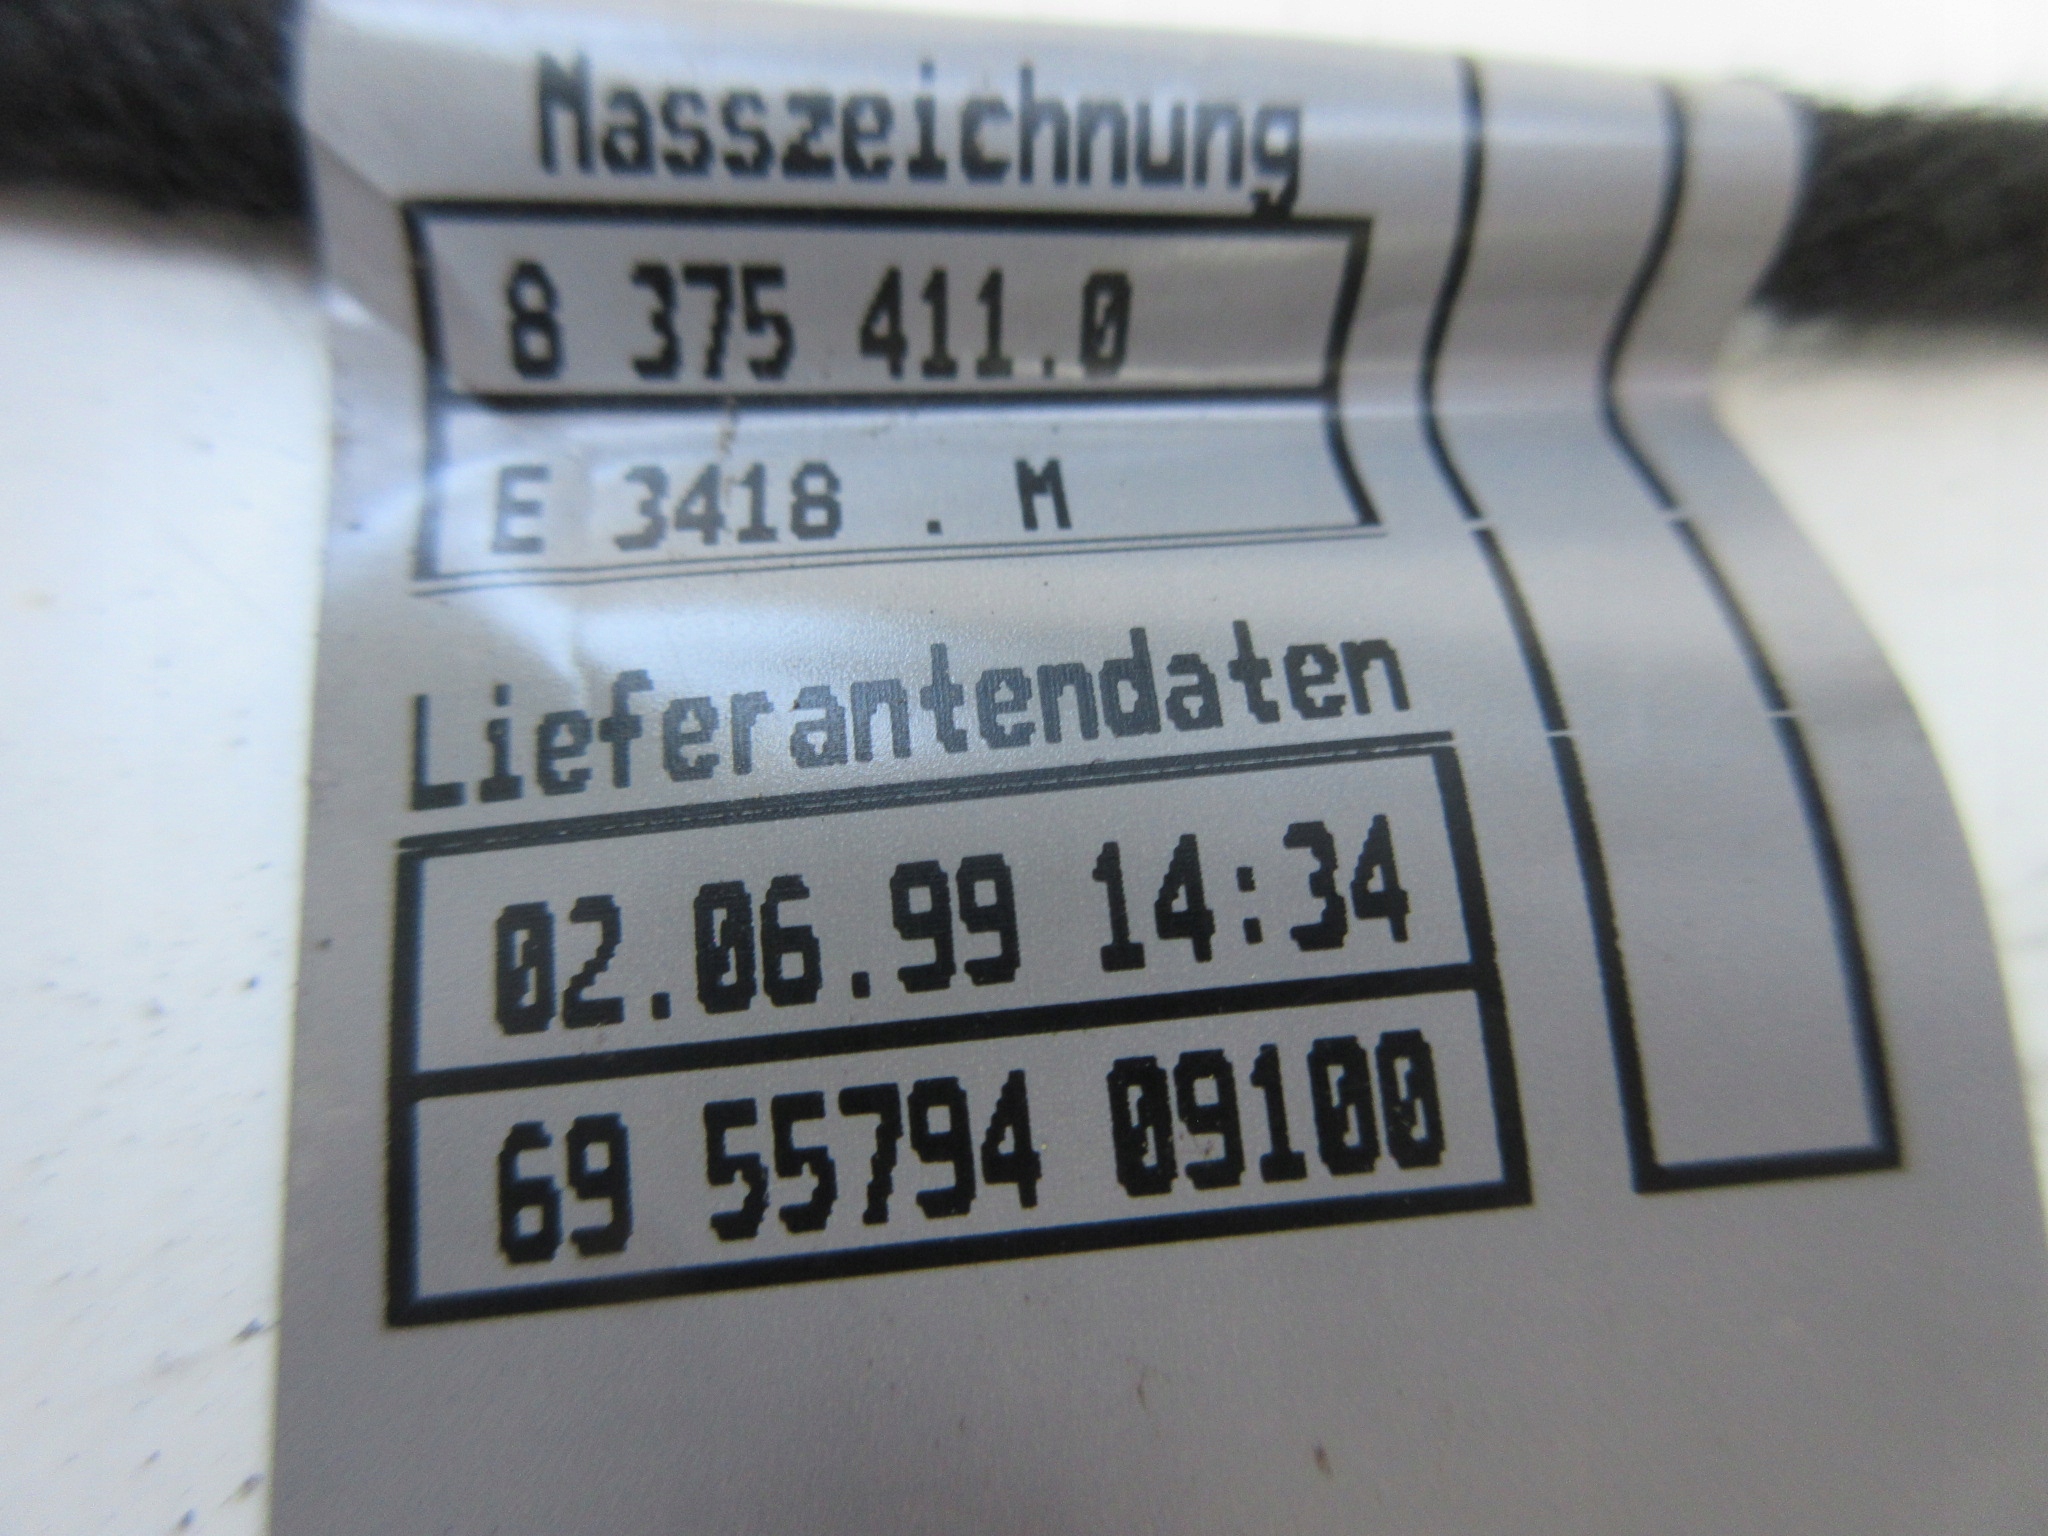 Masszeichnung
8 375 411.0
E 3418 . M
Lieferantendaten
02.06.99 14:34
69 55794 09100